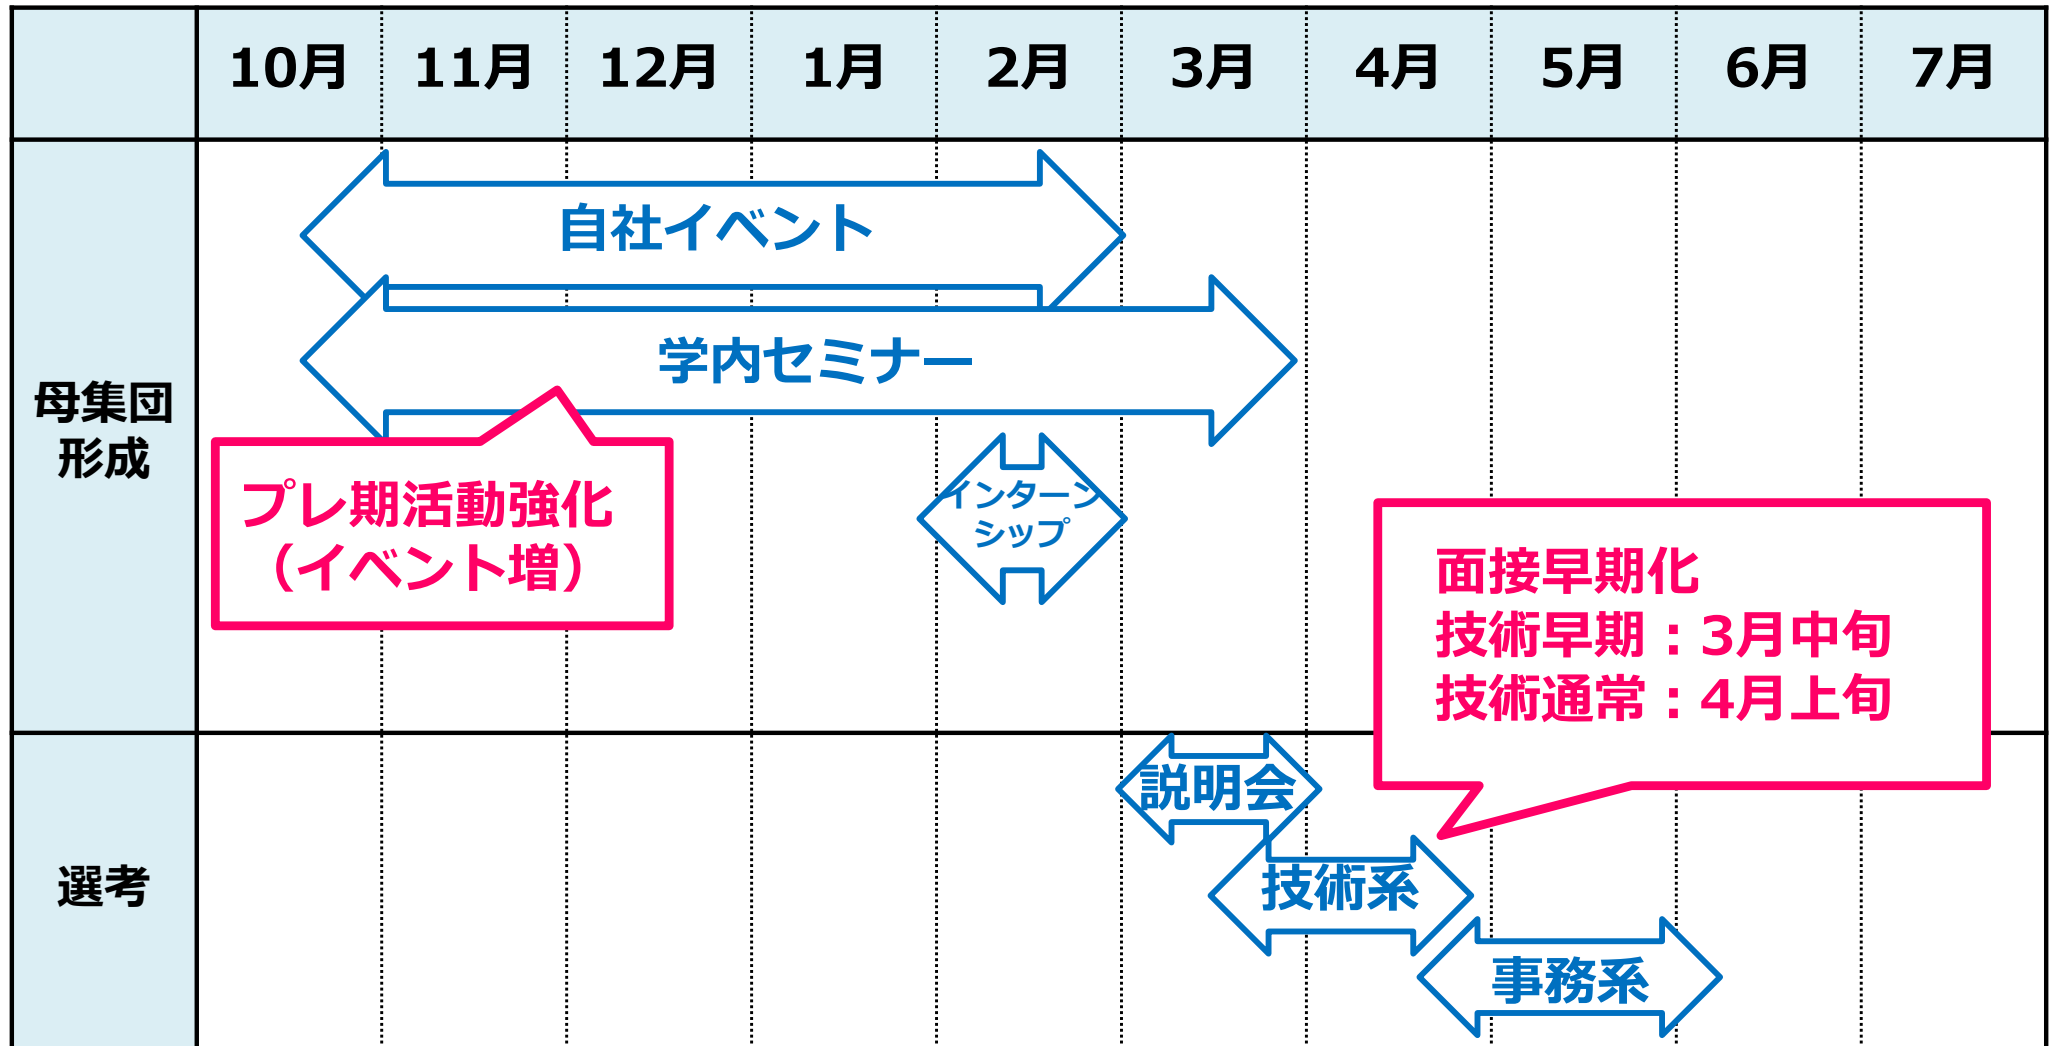 10月 11月 12月 1月 2月 3月 4月 5月 6月 7月
母集団
形成
自社イベント
学内セミナー
プレ期活動強化
（イベント増）
インターン
シップ
面接早期化
技術早期：3月中旬
技術通常：4月上旬
選考
説明会
技術系
事務系